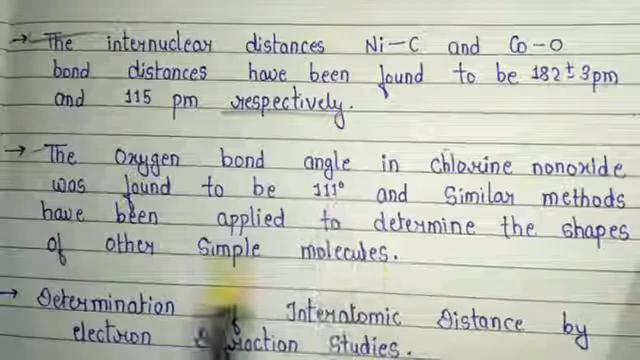 → The internuclear distances Ni-C and Co-O
bond distances have been found to be 182±3pm
and 115 pm respectively.
→ The oxygen bond angle in chlorine nonoxide
was found to be 111° and similar methods
have been applied to determine the shapes
of other simple molecules.
→ Determination of Interatomic Distance by
electron studies.